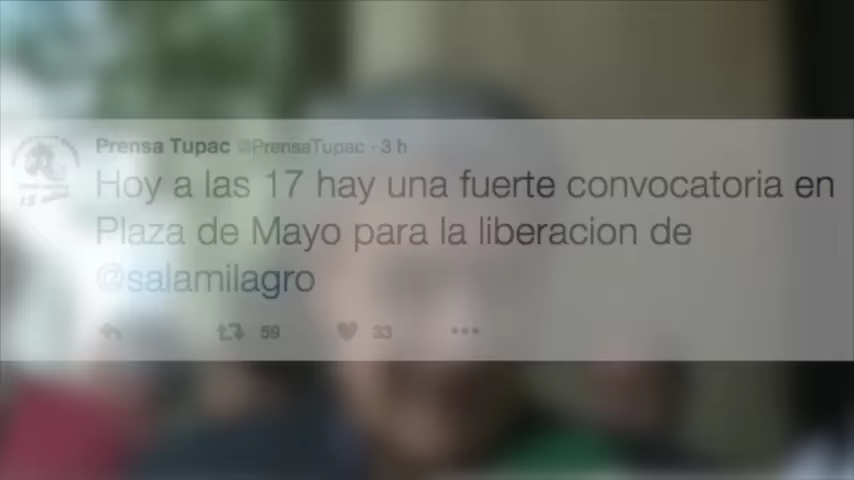 Prensa Tupac @PrensaTupac · 3 h
Hoy a las 17 hay una fuerte convocatoria en
Plaza de Mayo para la liberacion de
@salamilagro
59 33